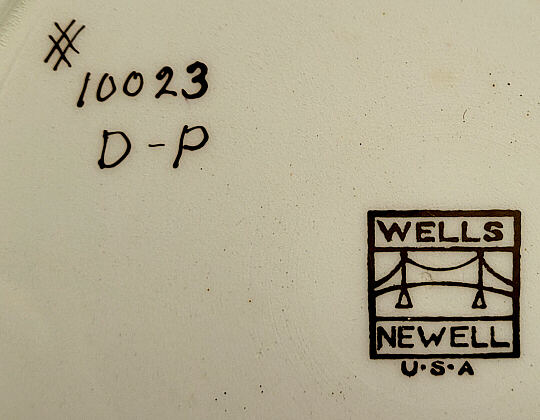 #
10023
D-P
WELLS
NEWELL
U·S·A